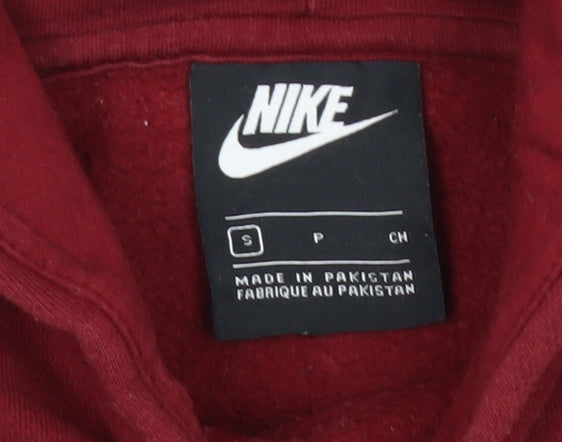 NIKE
S P CH
MADE IN PAKISTAN
FABRIQUE AU PAKISTAN